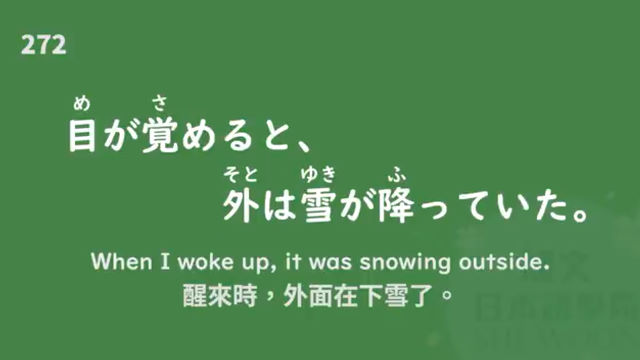 272
め さ
目が覚めると、
そと ゆき ふ
外は雪が降っていた。
When I woke up, it was snowing outside.
醒來時，外面在下雪了。